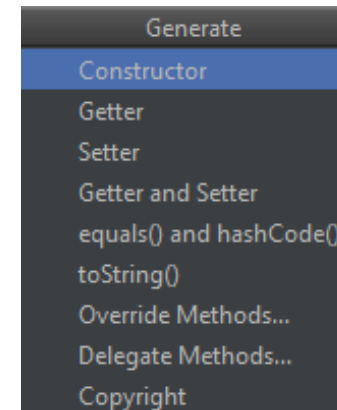 Generate
Constructor
Getter
Setter
Getter and Setter
equals() and hashCode()
toString()
Override Methods...
Delegate Methods...
Copyright